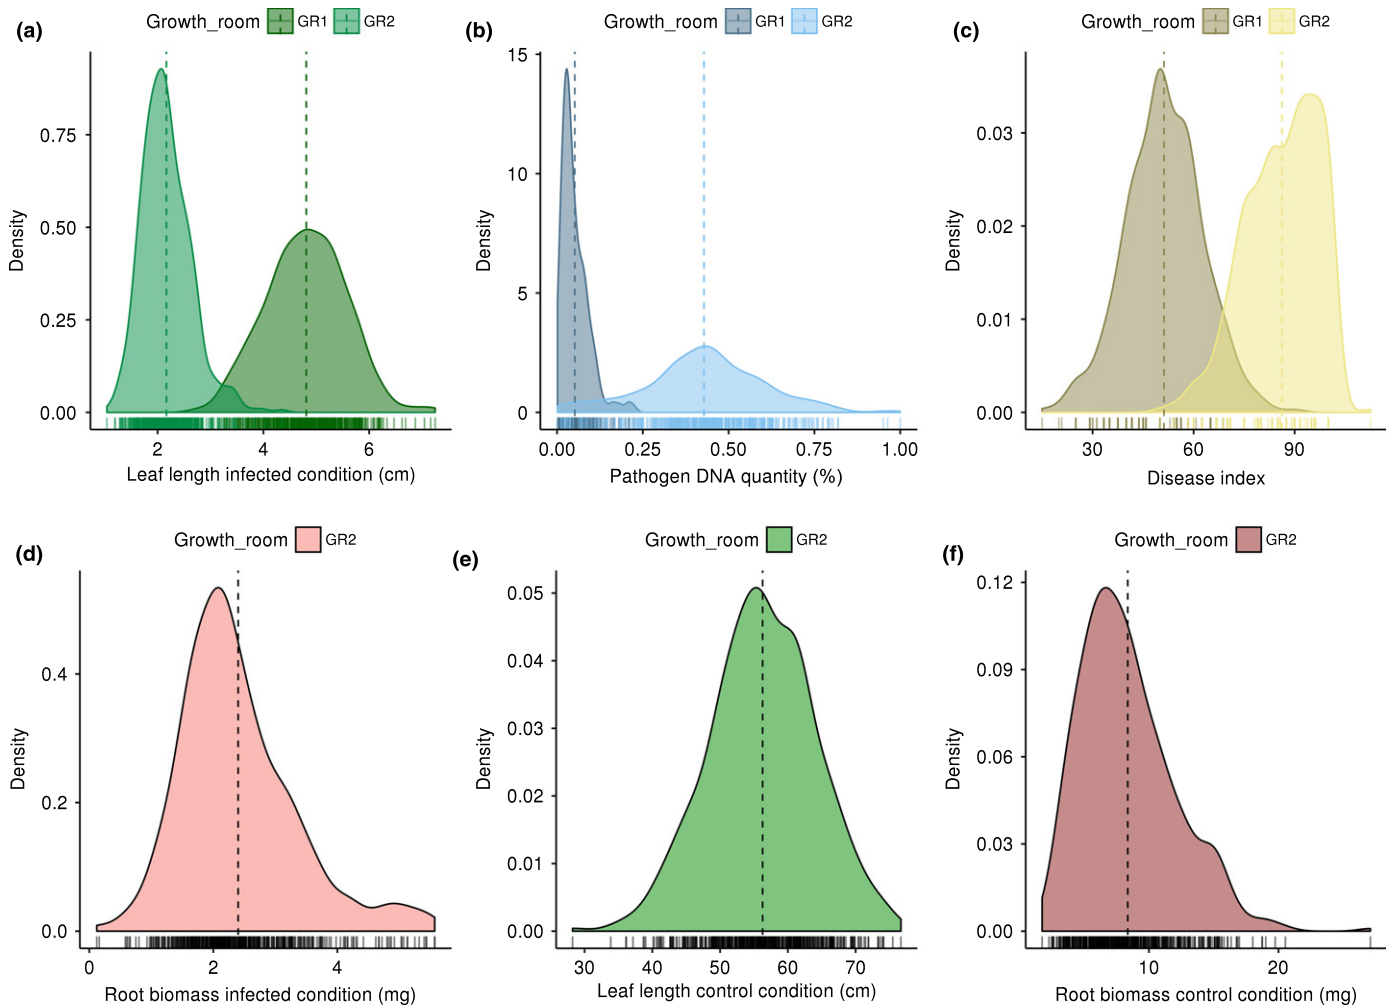 (a) Growth_room GR1 GR2
Density
0.75
0.50
0.25
0.00
2 4 6
Leaf length infected condition (cm)
(b) Growth_room GR1 GR2
Density
15
10
5
0
0.00 0.25 0.50 0.75 1.00
Pathogen DNA quantity (%)
(c) Growth_room GR1 GR2
Density
0.03
0.02
0.01
0.00
30 60 90
Disease index
(d) Growth_room GR2
Density
0.4
0.2
0.0
0 2 4
Root biomass infected condition (mg)
(e) Growth_room GR2
Density
0.05
0.04
0.03
0.02
0.01
0.00
30 40 50 60 70
Leaf length control condition (cm)
(f) Growth_room GR2
Density
0.12
0.09
0.06
0.03
0.00
10 20
Root biomass control condition (mg)